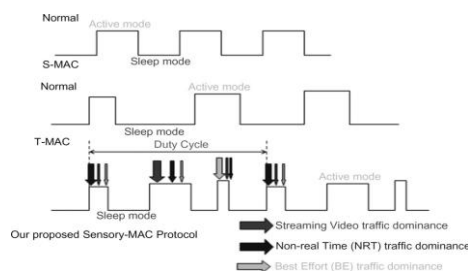 Normal
Active mode
Sleep mode
S-MAC
Normal
Active mode
Sleep mode
T-MAC
Duty Cycle
Active mode
Sleep mode
Our proposed Sensory-MAC Protocol
Streaming Video traffic dominance
Non-real Time (NRT) traffic dominance
Best Effort (BE) traffic dominance